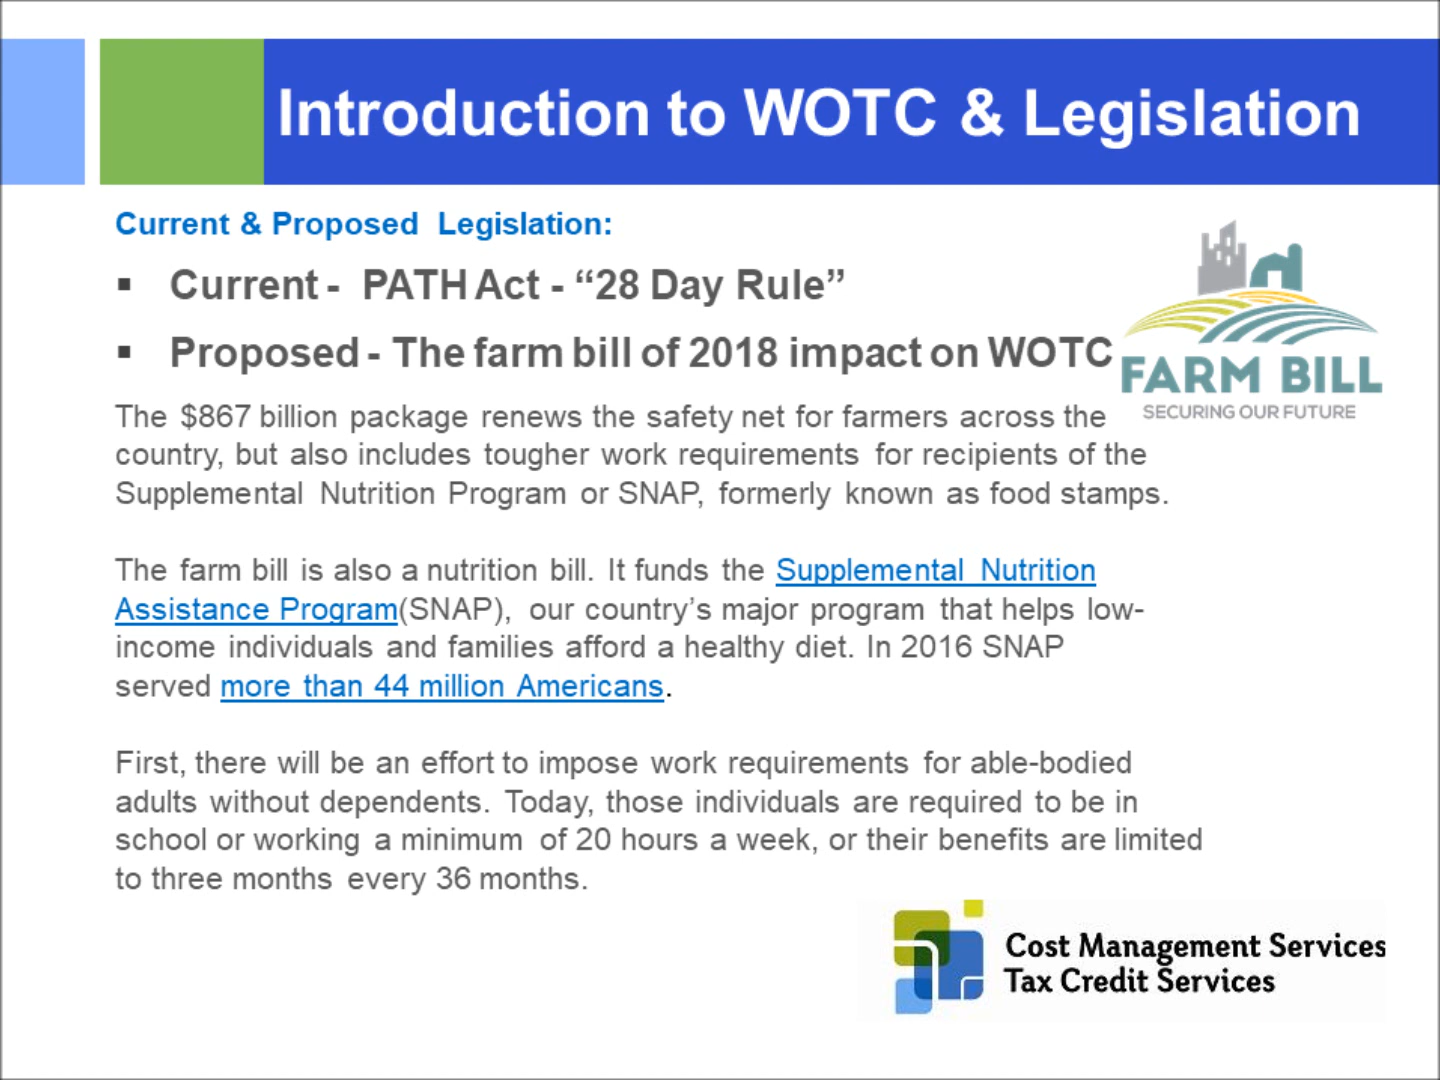 Introduction to WOTC & Legislation
Current & Proposed Legislation:
▪ Current - PATH Act - “28 Day Rule”
▪ Proposed - The farm bill of 2018 impact on WOTC
FARM BILL
SECURING OUR FUTURE
The $867 billion package renews the safety net for farmers across the
country, but also includes tougher work requirements for recipients of the
Supplemental Nutrition Program or SNAP, formerly known as food stamps.
The farm bill is also a nutrition bill. It funds the Supplemental Nutrition
Assistance Program(SNAP), our country’s major program that helps low-
income individuals and families afford a healthy diet. In 2016 SNAP
served more than 44 million Americans.
First, there will be an effort to impose work requirements for able-bodied
adults without dependents. Today, those individuals are required to be in
school or working a minimum of 20 hours a week, or their benefits are limited
to three months every 36 months.
Cost Management Services
Tax Credit Services